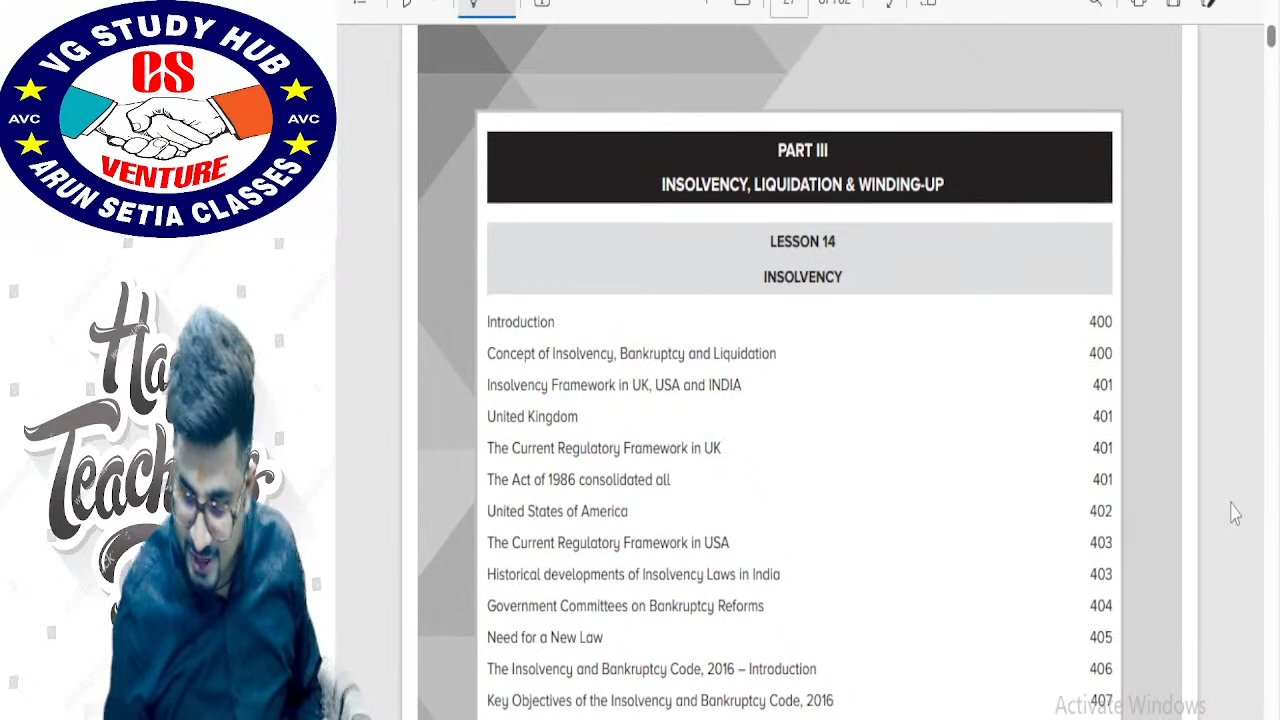 VG STUDY HUB
CS
AVC
AVC
VENTURE
ARUN SETIA CLASSES
PART III
INSOLVENCY, LIQUIDATION & WINDING-UP
LESSON 14
INSOLVENCY
Introduction 400
Concept of Insolvency, Bankruptcy and Liquidation 400
Insolvency Framework in UK, USA and INDIA 401
United Kingdom 401
The Current Regulatory Framework in UK 401
The Act of 1986 consolidated all 401
United States of America 402
The Current Regulatory Framework in USA 403
Historical developments of Insolvency Laws in India 403
Government Committees on Bankruptcy Reforms 404
Need for a New Law 405
The Insolvency and Bankruptcy Code, 2016 – Introduction 406
Key Objectives of the Insolvency and Bankruptcy Code, 2016 407
Activate Windows